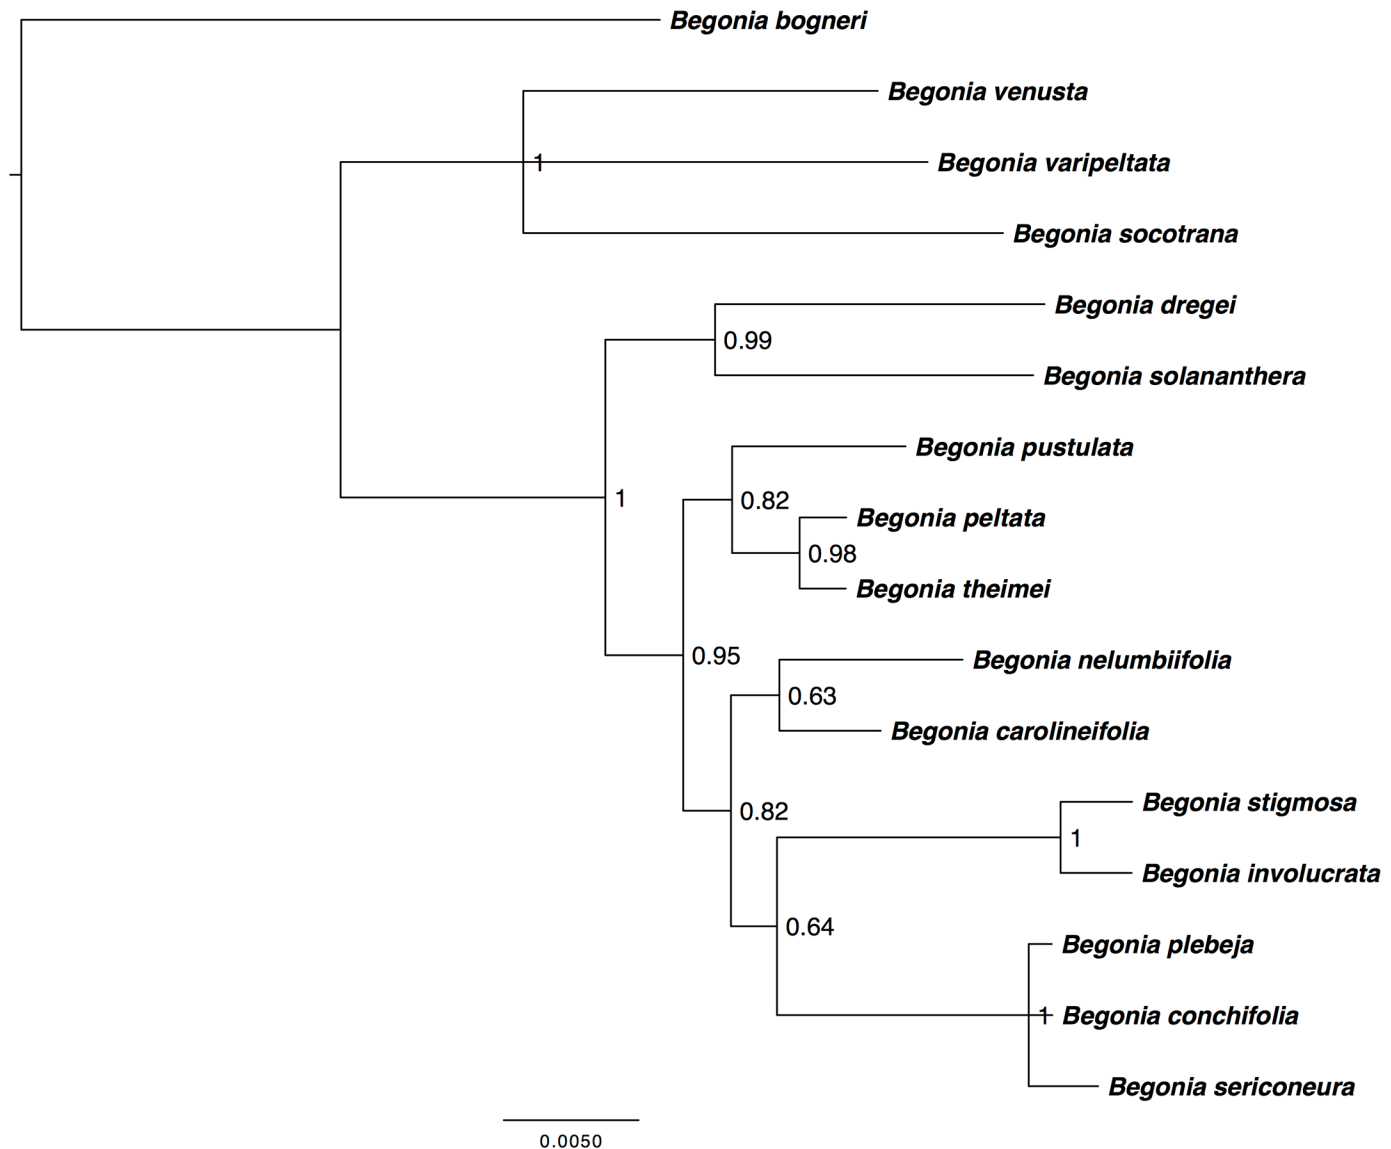 Begonia bogneri
Begonia venusta
1
Begonia varipeltata
Begonia socotrana
Begonia dregei
0.99
Begonia solananthera
Begonia pustulata
1
0.82
Begonia peltata
0.98
Begonia theimei
0.95
Begonia nelumbiifolia
0.63
Begonia carolineifolia
Begonia stigmosa
0.82
1
Begonia involucrata
0.64
Begonia plebeja
1
Begonia conchifolia
Begonia sericoneura
0.0050